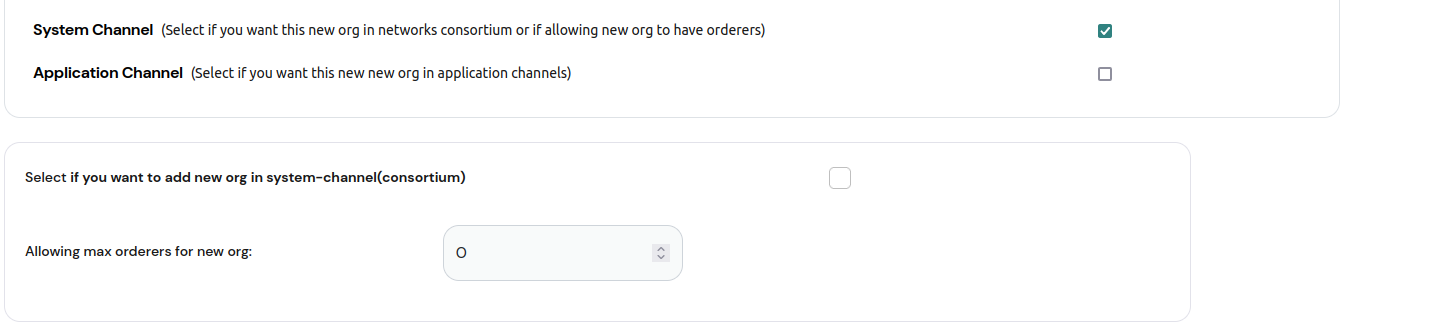 System Channel (Select if you want this new org in networks consortium or if allowing new org to have orderers)
Application Channel (Select if you want this new new org in application channels)
Select if you want to add new org in system-channel(consortium)
Allowing max orderers for new org: 0